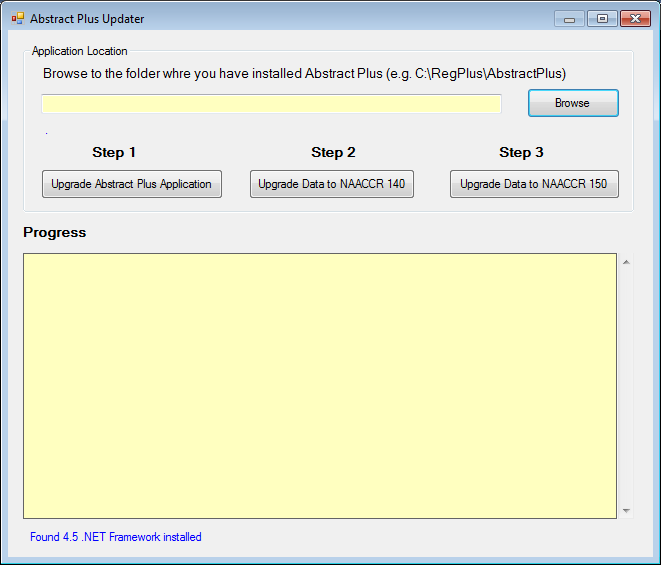 Abstract Plus Updater
Application Location
Browse to the folder whre you have installed Abstract Plus (e.g. C:\RegPlus\AbstractPlus)
Browse
.
Step 1 Step 2 Step 3
Upgrade Abstract Plus Application Upgrade Data to NAACCR 140 Upgrade Data to NAACCR 150
Progress
Found 4.5 .NET Framework installed